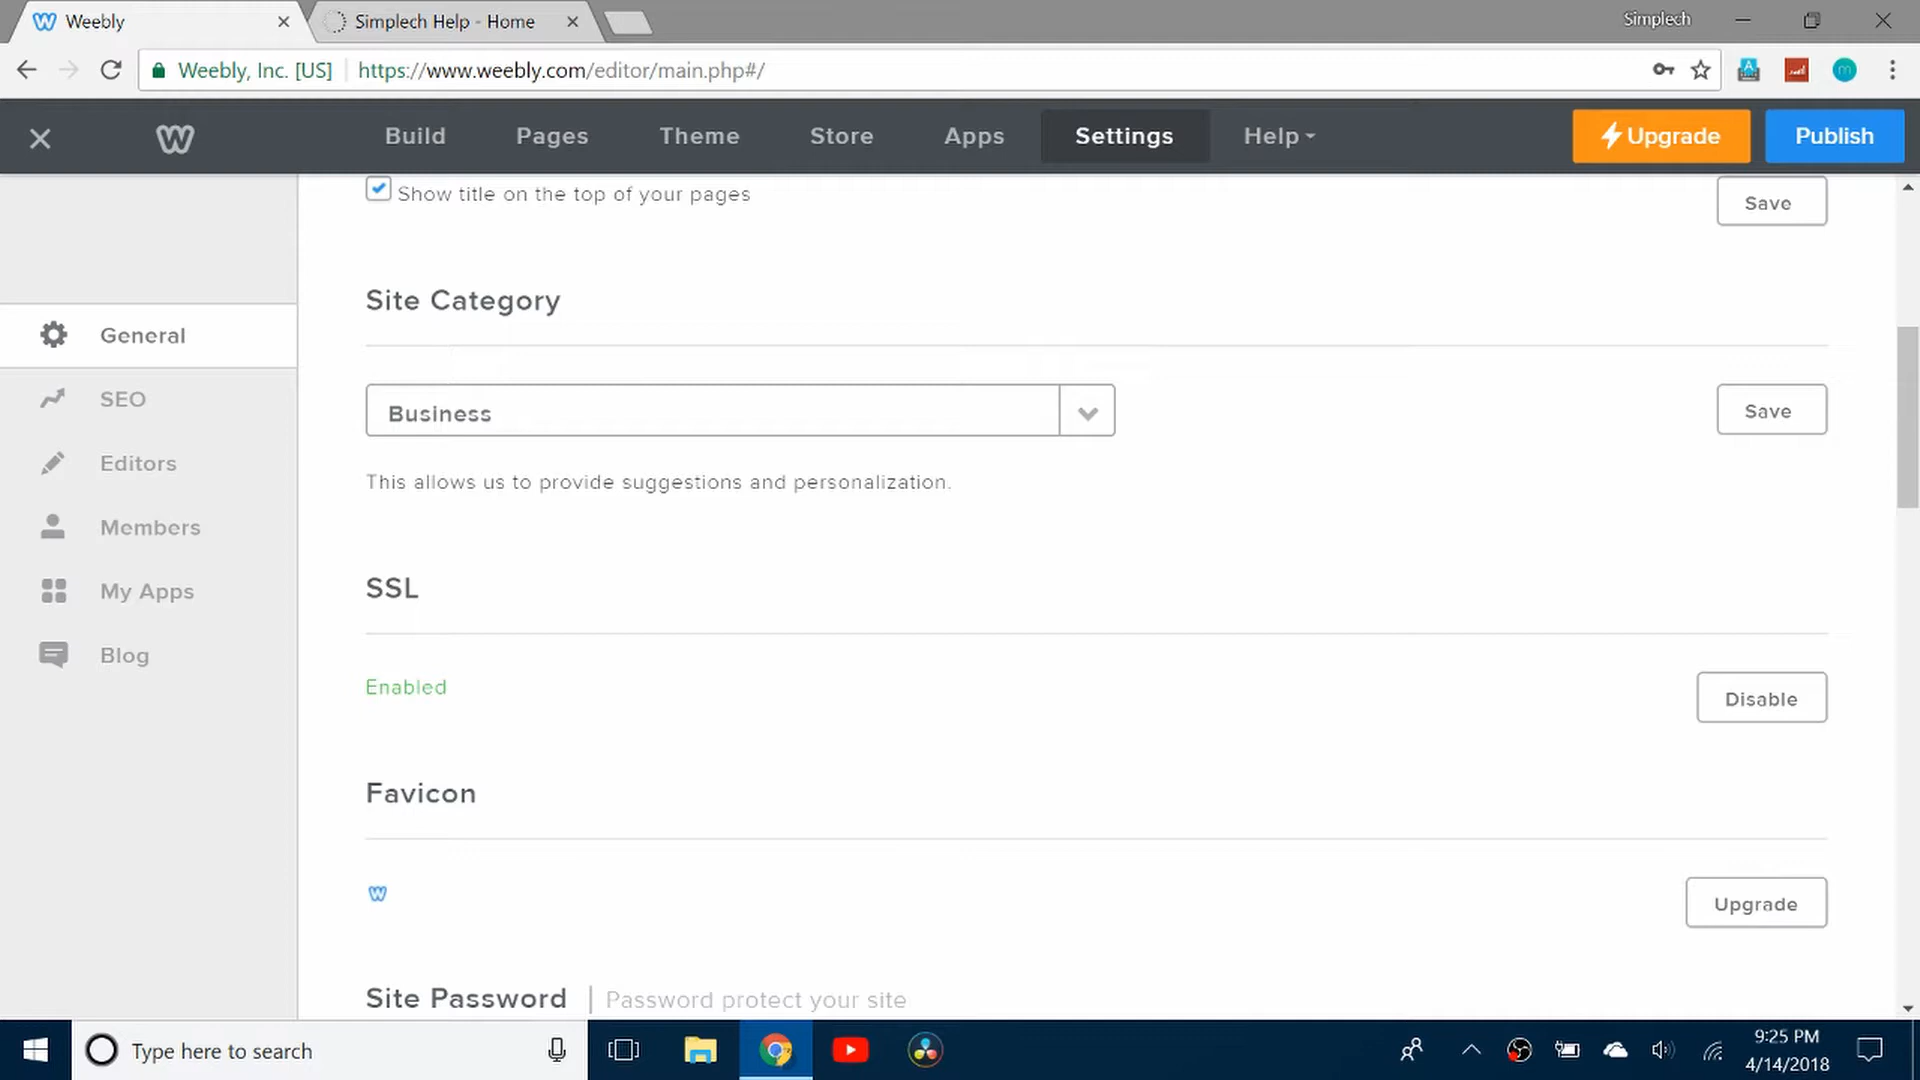 Weebly
Simplech Help - Home
Simplech
Weebly, Inc. [US]
https://www.weebly.com/editor/main.php#/
Build
Pages
Theme
Store
Apps
Settings
Help
Upgrade
Publish
Show title on the top of your pages
Save
Site Category
General
SEO
Business
Save
Editors
This allows us to provide suggestions and personalization.
Members
My Apps
SSL
Blog
Enabled
Disable
Favicon
Upgrade
Site Password
Password protect your site
Type here to search
9:25 PM
4/14/2018